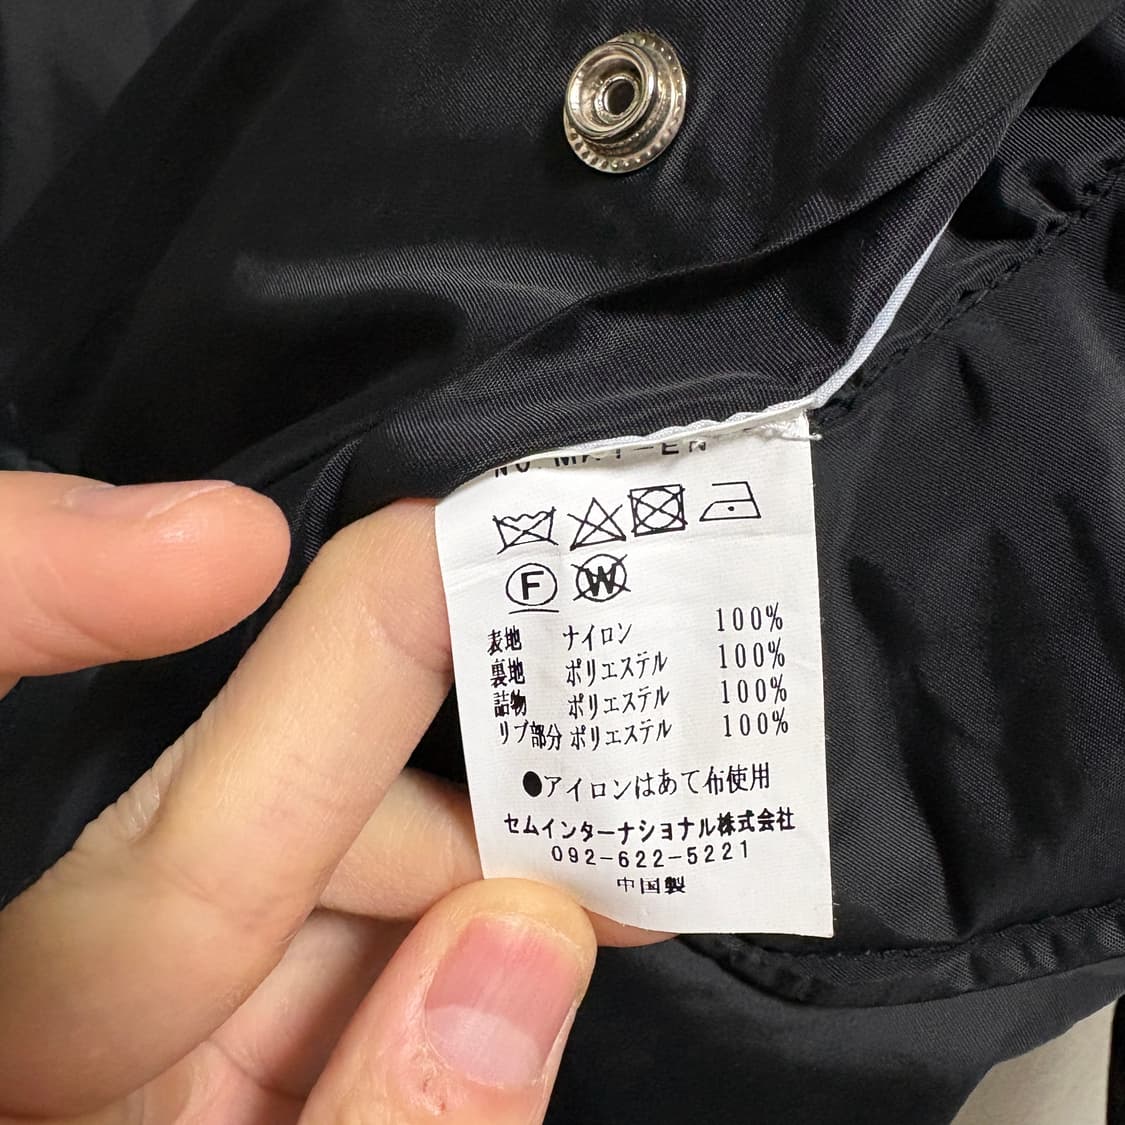 F W
表地 ナイロン 100%
裏地 ポリエステル 100%
詰物 ポリエステル 100%
リブ部分 ポリエステル 100%
●アイロンはあて布使用
セムインターナショナル株式会社
092-622-5221
中国製